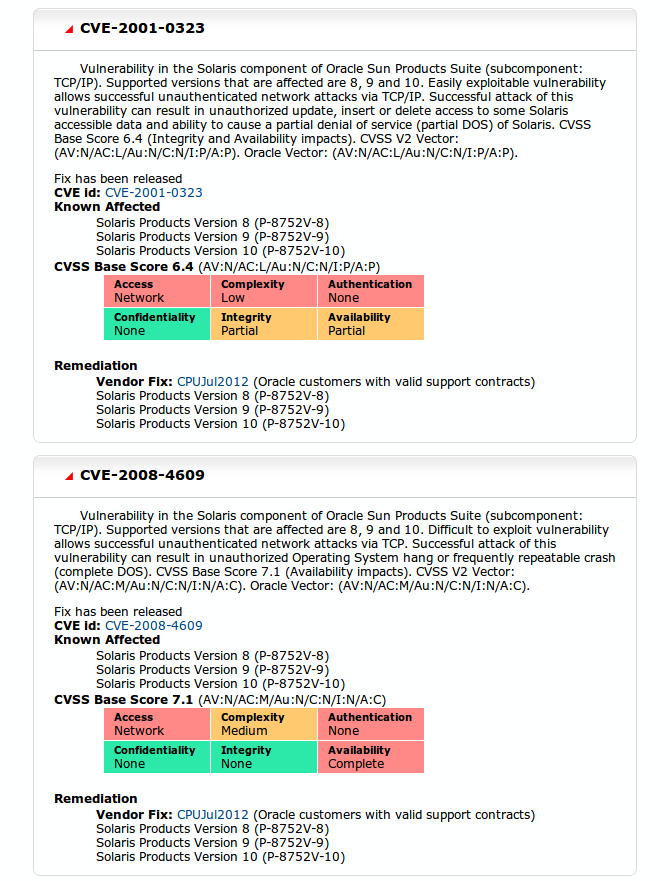 CVE-2001-0323
Vulnerability in the Solaris component of Oracle Sun Products Suite (subcomponent:
TCP/IP). Supported versions that are affected are 8, 9 and 10. Easily exploitable vulnerability
allows successful unauthenticated network attacks via TCP/IP. Successful attack of this
vulnerability can result in unauthorized update, insert or delete access to some Solaris
accessible data and ability to cause a partial denial of service (partial DOS) of Solaris. CVSS
Base Score 6.4 (Integrity and Availability impacts). CVSS V2 Vector:
(AV:N/AC:L/Au:N/C:N/I:P/A:P). Oracle Vector: (AV:N/AC:L/Au:N/C:N/I:P/A:P).
Fix has been released
CVE id: CVE-2001-0323
Known Affected
Solaris Products Version 8 (P-8752V-8)
Solaris Products Version 9 (P-8752V-9)
Solaris Products Version 10 (P-8752V-10)
CVSS Base Score 6.4 (AV:N/AC:L/Au:N/C:N/I:P/A:P)
Access Complexity Authentication
Network Low None
Confidentiality Integrity Availability
None Partial Partial
Remediation
Vendor Fix: CPUJul2012 (Oracle customers with valid support contracts)
Solaris Products Version 8 (P-8752V-8)
Solaris Products Version 9 (P-8752V-9)
Solaris Products Version 10 (P-8752V-10)
CVE-2008-4609
Vulnerability in the Solaris component of Oracle Sun Products Suite (subcomponent:
TCP/IP). Supported versions that are affected are 8, 9 and 10. Difficult to exploit vulnerability
allows successful unauthenticated network attacks via TCP. Successful attack of this
vulnerability can result in unauthorized Operating System hang or frequently repeatable crash
(complete DOS). CVSS Base Score 7.1 (Availability impacts). CVSS V2 Vector:
(AV:N/AC:M/Au:N/C:N/I:N/A:C). Oracle Vector: (AV:N/AC:M/Au:N/C:N/I:N/A:C).
Fix has been released
CVE id: CVE-2008-4609
Known Affected
Solaris Products Version 8 (P-8752V-8)
Solaris Products Version 9 (P-8752V-9)
Solaris Products Version 10 (P-8752V-10)
CVSS Base Score 7.1 (AV:N/AC:M/Au:N/C:N/I:N/A:C)
Access Complexity Authentication
Network Medium None
Confidentiality Integrity Availability
None None Complete
Remediation
Vendor Fix: CPUJul2012 (Oracle customers with valid support contracts)
Solaris Products Version 8 (P-8752V-8)
Solaris Products Version 9 (P-8752V-9)
Solaris Products Version 10 (P-8752V-10)